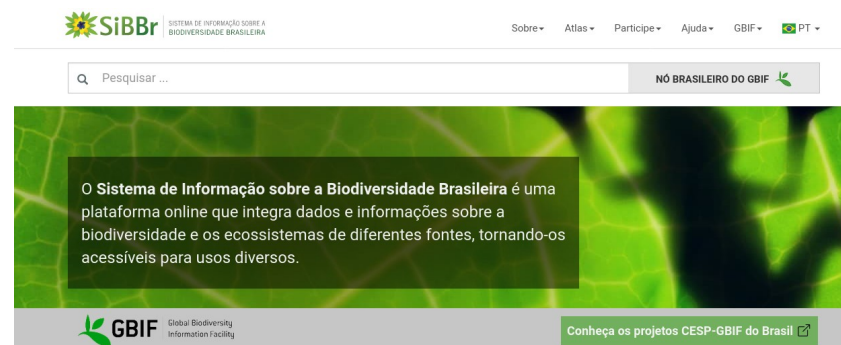 SiBBr
SISTEMA DE INFORMAÇÃO SOBRE A
BIODIVERSIDADE BRASILEIRA
Sobre Atlas Participe Ajuda GBIF PT
Pesquisar ...
NÓ BRASILEIRO DO GBIF
O Sistema de Informação sobre a Biodiversidade Brasileira é uma
plataforma online que integra dados e informações sobre a
biodiversidade e os ecossistemas de diferentes fontes, tornando-os
acessíveis para usos diversos.
GBIF
Global Biodiversity
Information Facility
Conheça os projetos CESP-GBIF do Brasil